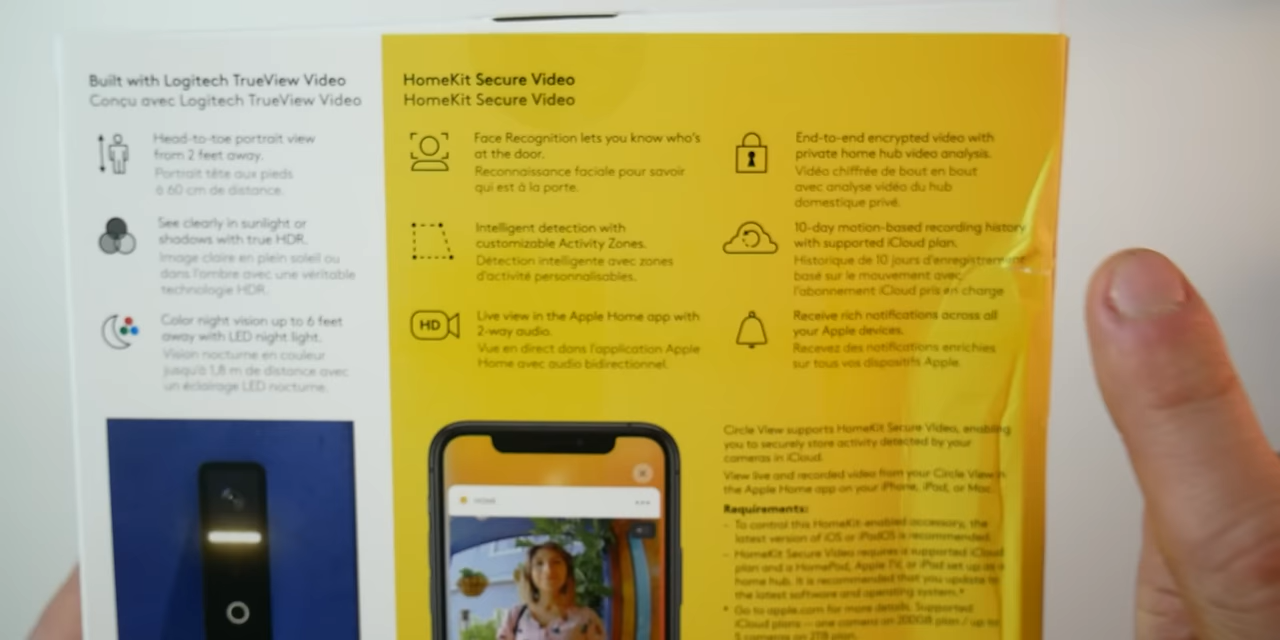 Built with Logitech TrueView Video
Conçu avec Logitech TrueView Video
Head-to-toe portrait view
from 2 feet away.
Portrait tête aux pieds
à 60 cm de distance.
See clearly in sunlight or
shadows with true HDR.
Image claire en plein soleil ou
dans l'ombre avec une véritable
technologie HDR.
Color night vision up to 6 feet
away with LED night light.
Vision nocturne en couleur
jusqu'à 1,8 m de distance avec
un éclairage LED nocturne.
HomeKit Secure Video
HomeKit Secure Video
Face Recognition lets you know who's
at the door.
Reconnaissance faciale pour savoir
qui est à la porte.
Intelligent detection with
customizable Activity Zones.
Détection intelligente avec zones
d'activité personnalisables.
HD
Live view in the Apple Home app with
2-way audio.
Vue en direct dans l'application Apple
Home avec audio bidirectionnel.
End-to-end encrypted video with
private home hub video analysis.
Vidéo chiffrée de bout en bout
avec analyse vidéo du hub
domestique privé.
10-day motion-based recording history
with supported iCloud plan.
Historique de 10 jours d'enregistrement
basé sur le mouvement avec
l'abonnement iCloud pris en charge
Receive rich notifications across all
your Apple devices.
Recevez des notifications enrichies
sur tous vos dispositifs Apple.
HOME
Circle View supports HomeKit Secure Video, enabling
you to securely store activity detected by your
cameras in iCloud.
View live and recorded video from your Circle View in
the Apple Home app on your iPhone, iPad, or Mac.
Requirements:
- To control this HomeKit-enabled accessory, the
latest version of iOS or iPadOS is recommended.
- HomeKit Secure Video requires a supported iCloud
plan and a HomePod, Apple TV, or iPad set up as a
home hub. It is recommended that you update to
the latest software and operating system.*
* Go to apple.com for more details. Supported
iCloud plans — one camera on 200GB plan / up to
5 cameras on 2TB plan.